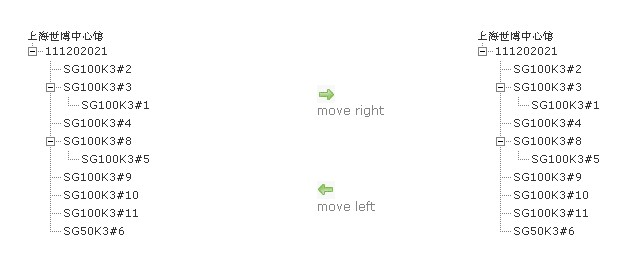 上海世博中心馆
111202021
SG100K3#2
SG100K3#3
SG100K3#1
SG100K3#4
SG100K3#8
SG100K3#5
SG100K3#9
SG100K3#10
SG100K3#11
SG50K3#6
move right
move left
上海世博中心馆
111202021
SG100K3#2
SG100K3#3
SG100K3#1
SG100K3#4
SG100K3#8
SG100K3#5
SG100K3#9
SG100K3#10
SG100K3#11
SG50K3#6